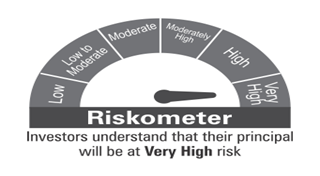 Low
Low to
Moderate
Moderate
Moderately
High
High
Very
High
Riskometer
Investors understand that their principal
will be at Very High risk